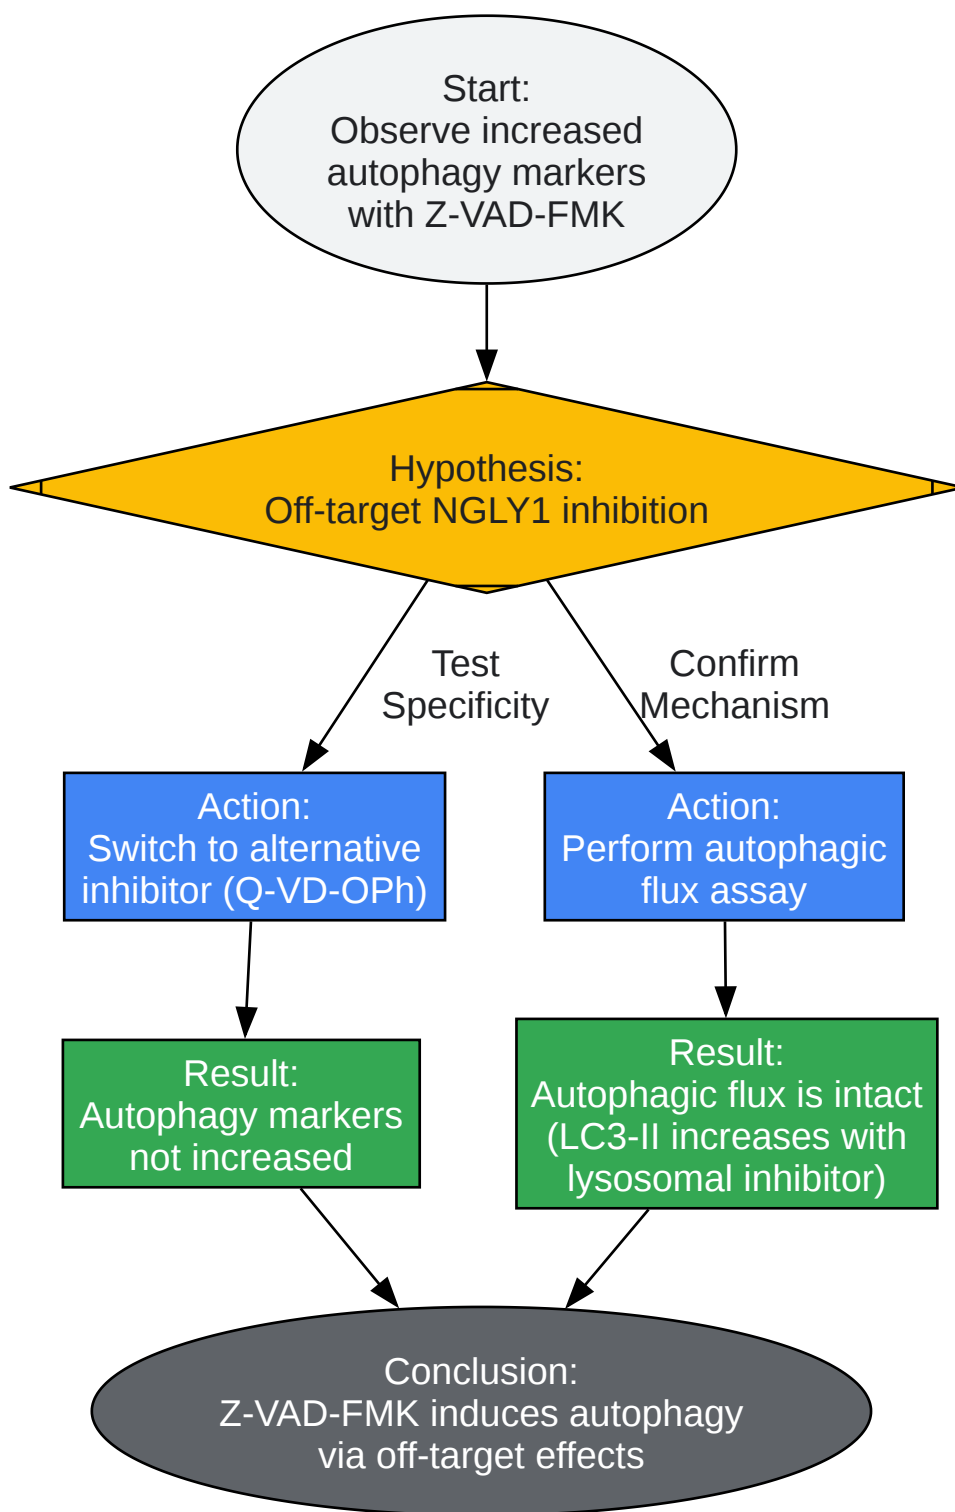 Start:
Observe increased
autophagy markers
with Z-VAD-FMK
Hypothesis:
Off-target NGLY1 inhibition
Test
Specificity
Confirm
Mechanism
Action:
Switch to alternative
inhibitor (Q-VD-OPh)
Action:
Perform autophagic
flux assay
Result:
Autophagy markers
not increased
Result:
Autophagic flux is intact
(LC3-II increases with
lysosomal inhibitor)
Conclusion:
Z-VAD-FMK induces autophagy
via off-target effects